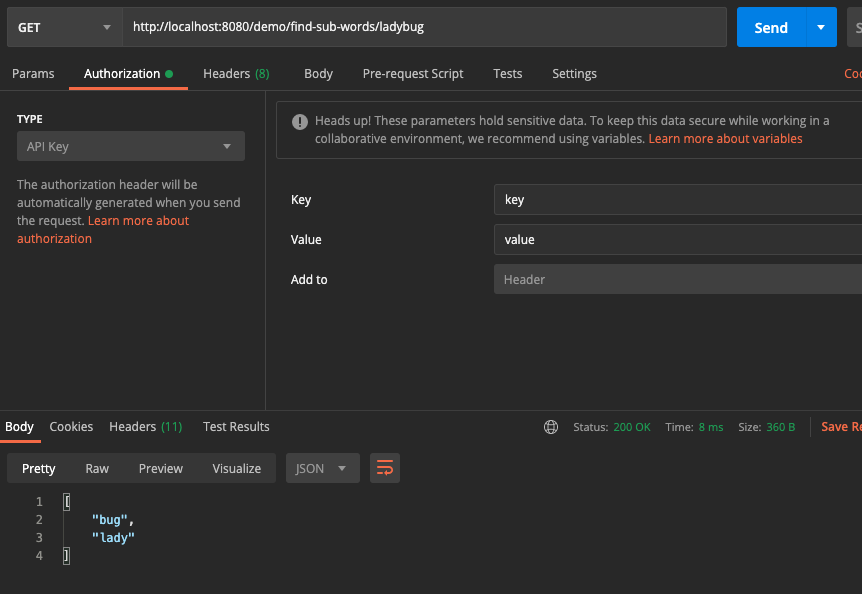 GET http://localhost:8080/demo/find-sub-words/ladybug Send S
Params Authorization Headers (8) Body Pre-request Script Tests Settings Coo
TYPE
API Key
The authorization header will be
automatically generated when you send
the request. Learn more about
authorization
Heads up! These parameters hold sensitive data. To keep this data secure while working in a
collaborative environment, we recommend using variables. Learn more about variables
Key key
Value value
Add to Header
Body Cookies Headers (11) Test Results Status: 200 OK Time: 8 ms Size: 360 B Save Re
Pretty Raw Preview Visualize JSON
1 [
2 "bug",
3 "lady"
4 ]